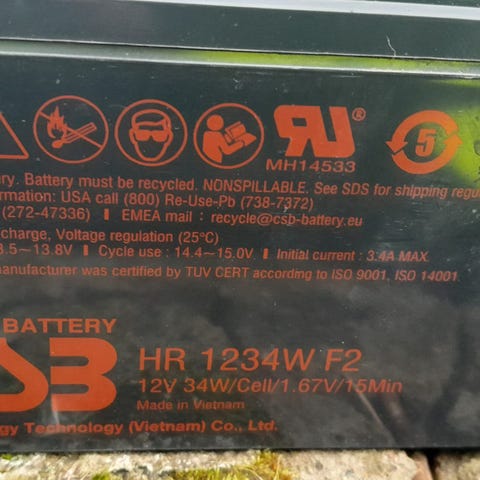 RU®
MH14533
5
ry. Battery must be recycled. NONSPILLABLE. See SDS for shipping regu
rmation: USA call (800) Re-Use-Pb (738-7372)
(272-47336) | EMEA mail : recycle@csb-battery.eu
charge, Voltage regulation (25°C)
3.5~13.8V | Cycle use : 14.4~15.0V. | Initial current : 3.4A MAX.
manufacturer was certified by TUV CERT according to ISO 9001, ISO 14001.
BATTERY
SB
HR 1234W F2
12V 34W/Cell/1.67V/15Min
Made in Vietnam
gy Technology (Vietnam) Co., Ltd.